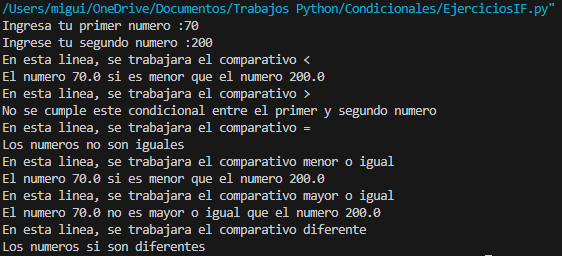 /Users/migui/OneDrive/Documentos/Trabajos Python/Condicionales/EjerciciosIF.py"
Ingresa tu primer numero :70
Ingrese tu segundo numero :200
En esta linea, se trabajara el comparativo <
El numero 70.0 si es menor que el numero 200.0
En esta linea, se trabajara el comparativo >
No se cumple este condicional entre el primer y segundo numero
En esta linea, se trabajara el comparativo =
Los numeros no son iguales
En esta linea, se trabajara el comparativo menor o igual
El numero 70.0 si es menor que el numero 200.0
En esta linea, se trabajara el comparativo mayor o igual
El numero 70.0 no es mayor o igual que el numero 200.0
En esta linea, se trabajara el comparativo diferente
Los numeros si son diferentes